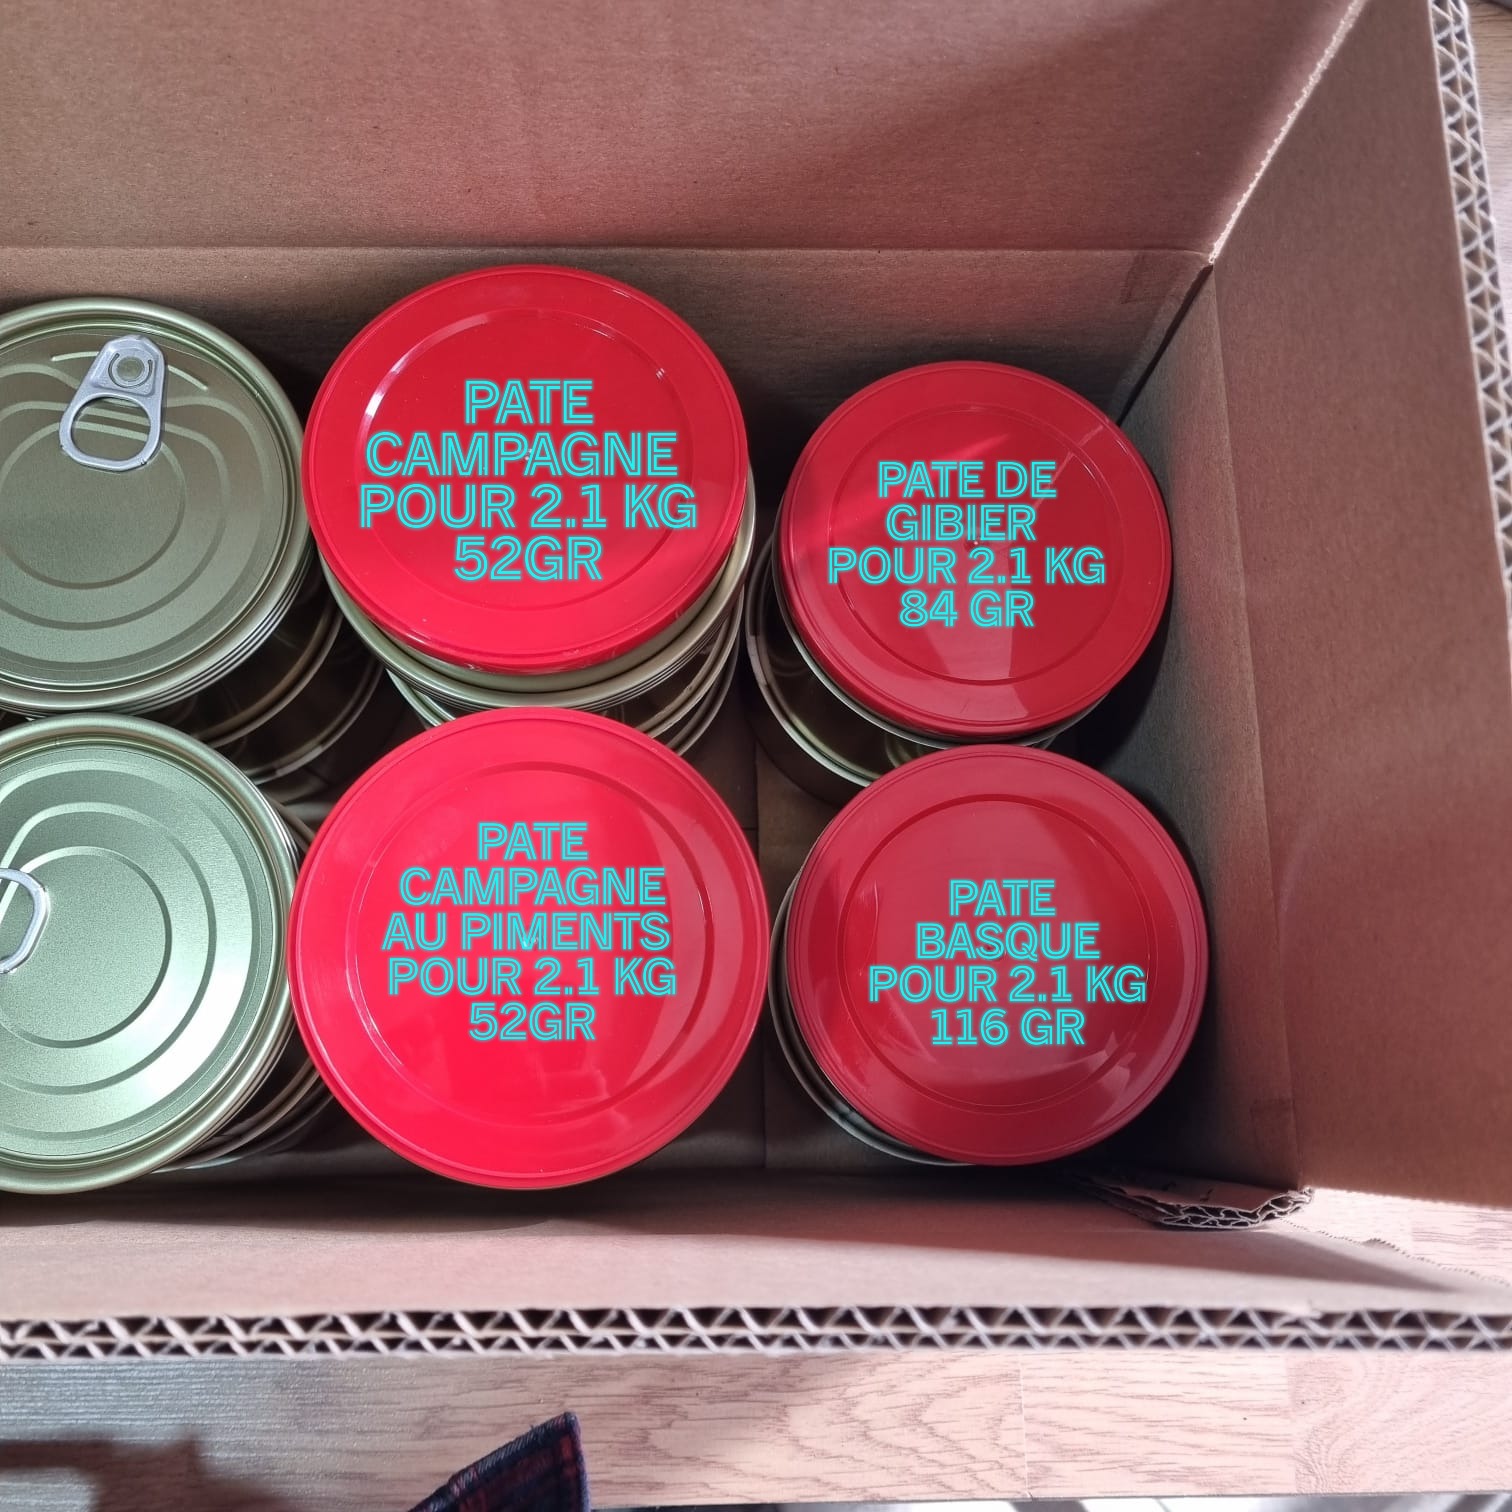 PATE
CAMPAGNE
POUR 2.1 KG
52GR
PATE DE
GIBIER
POUR 2.1 KG
84 GR
PATE
CAMPAGNE
AU PIMENTS
POUR 2.1 KG
52GR
PATE
BASQUE
POUR 2.1 KG
116 GR